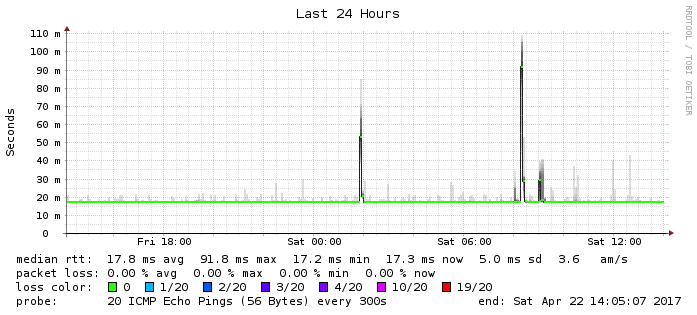 Last 24 Hours
RRDTOOL / TOBI OETIKER
Seconds
110 m
100 m
90 m
80 m
70 m
60 m
50 m
40 m
30 m
20 m
10 m
0
Fri 18:00 Sat 00:00 Sat 06:00 Sat 12:00
median rtt: 17.8 ms avg 91.8 ms max 17.2 ms min 17.3 ms now 5.0 ms sd 3.6 am/s
packet loss: 0.00 % avg 0.00 % max 0.00 % min 0.00 % now
loss color: 0 1/20 2/20 3/20 4/20 10/20 19/20
probe: 20 ICMP Echo Pings (56 Bytes) every 300s end: Sat Apr 22 14:05:07 2017